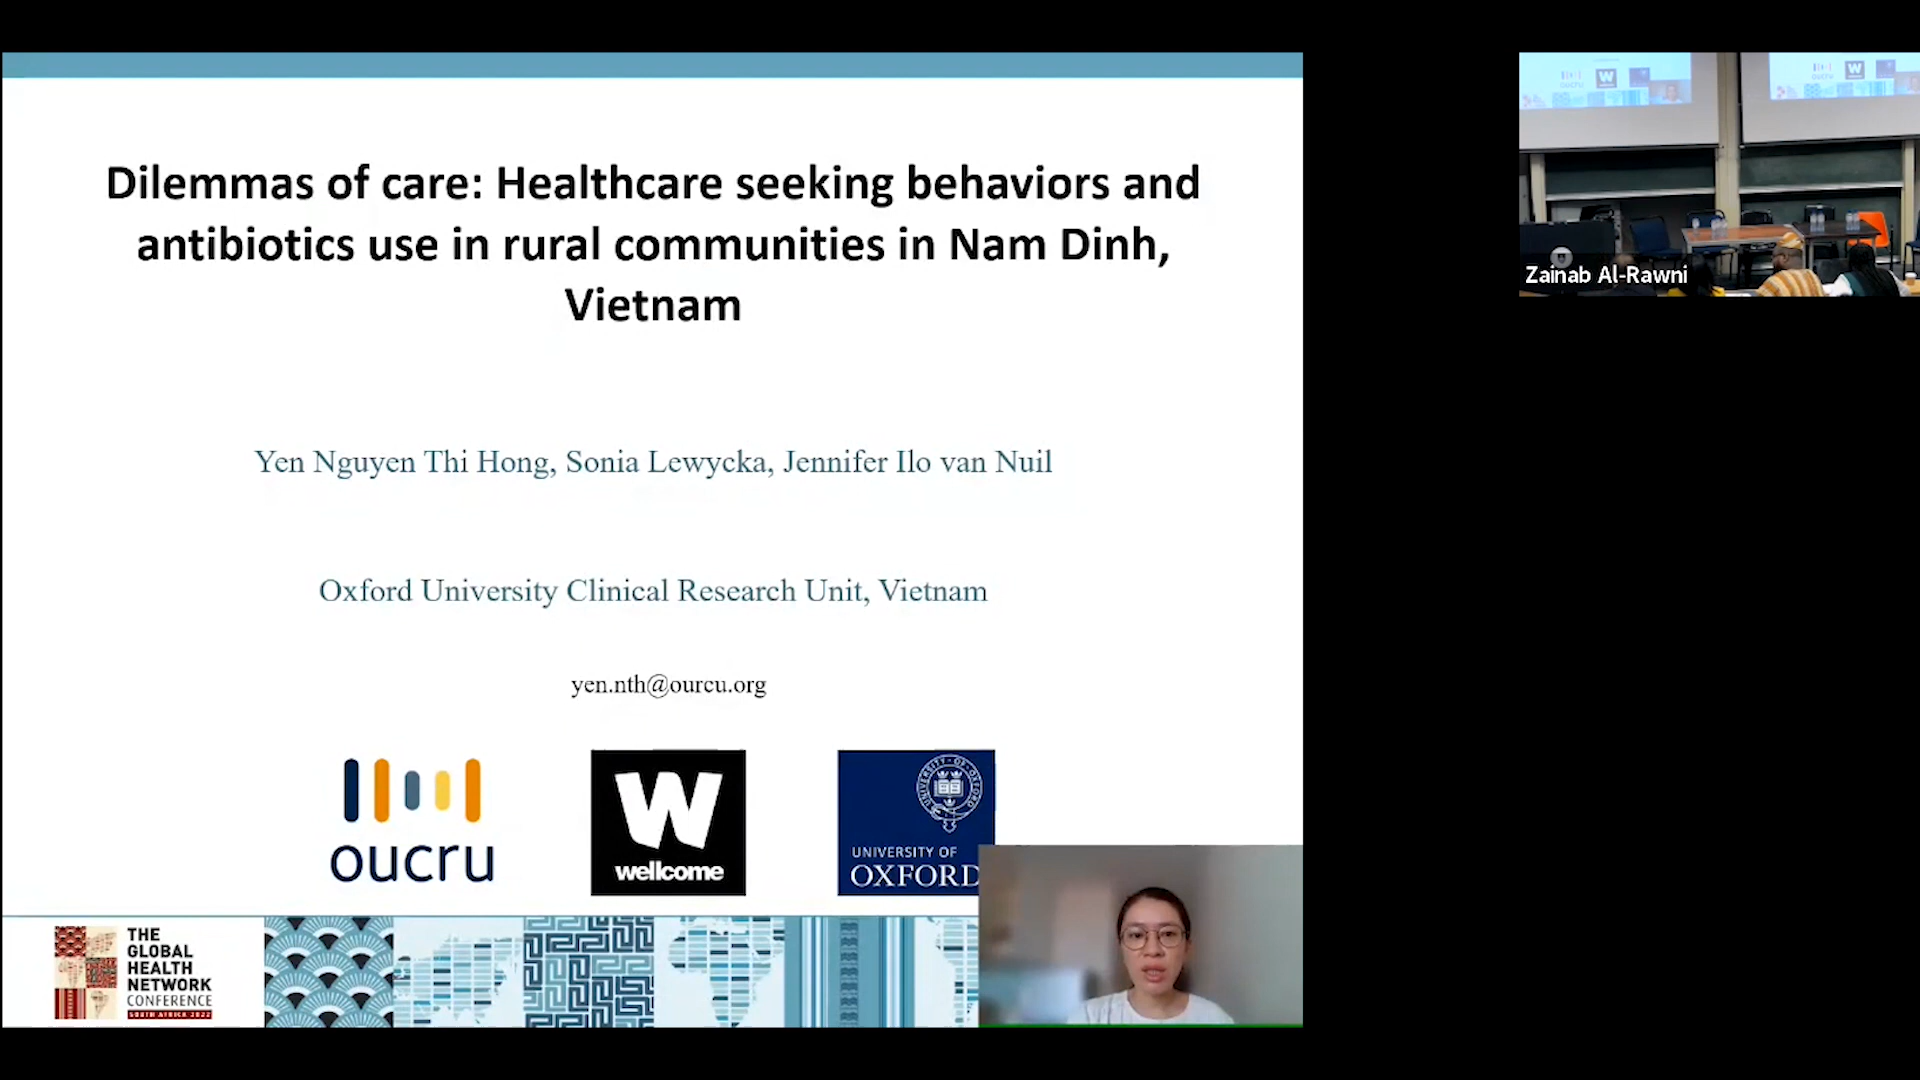 Dilemmas of care: Healthcare seeking behaviors and
antibiotics use in rural communities in Nam Dinh,
Vietnam
Yen Nguyen Thi Hong, Sonia Lewycka, Jennifer Ilo van Nuil
Oxford University Clinical Research Unit, Vietnam
yen.nth@ourcu.org
oucru
W
wellcome
UNIVERSITY OF
OXFORD
THE
GLOBAL
HEALTH
NETWORK
CONFERENCE
SOUTH AFRICA 2022
Zainab Al-Rawni